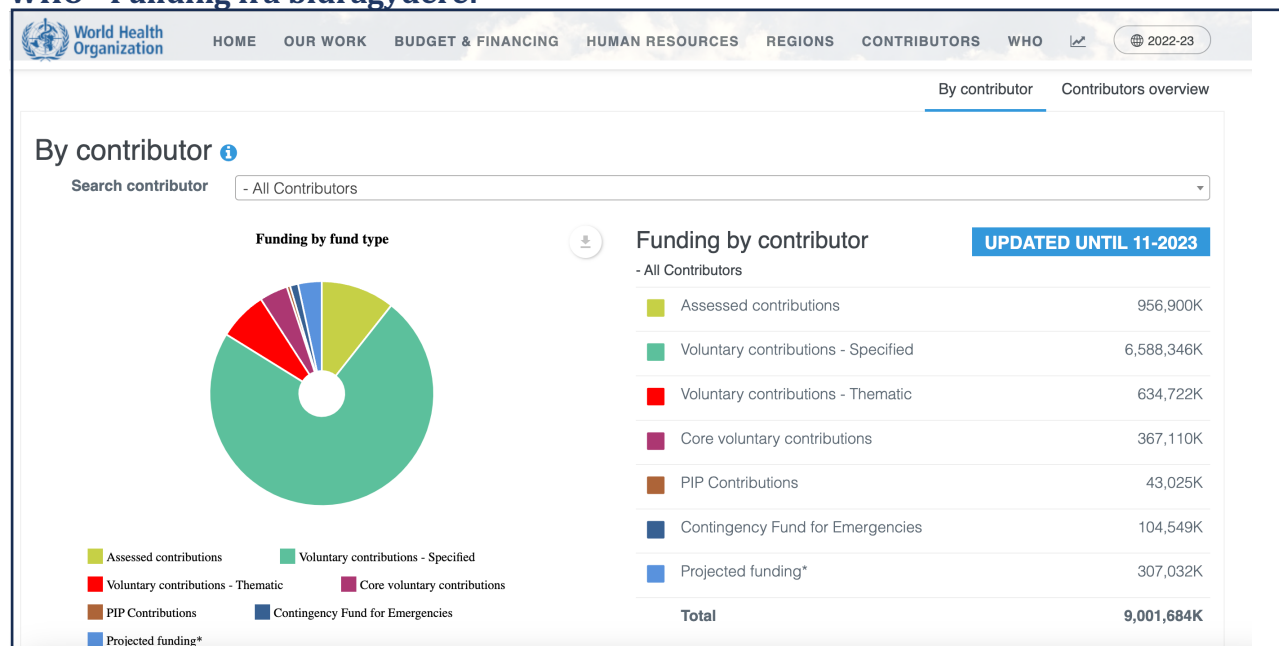 World Health
Organization
HOME OUR WORK BUDGET & FINANCING HUMAN RESOURCES REGIONS CONTRIBUTORS WHO 2022-23
By contributor Contributors overview
By contributor
Search contributor - All Contributors
Funding by fund type
Funding by contributor UPDATED UNTIL 11-2023
- All Contributors
Assessed contributions 956,900K
Voluntary contributions - Specified 6,588,346K
Voluntary contributions - Thematic 634,722K
Core voluntary contributions 367,110K
PIP Contributions 43,025K
Contingency Fund for Emergencies 104,549K
Projected funding* 307,032K
Total 9,001,684K
Assessed contributions Voluntary contributions - Specified
Voluntary contributions - Thematic Core voluntary contributions
PIP Contributions Contingency Fund for Emergencies
Projected funding*